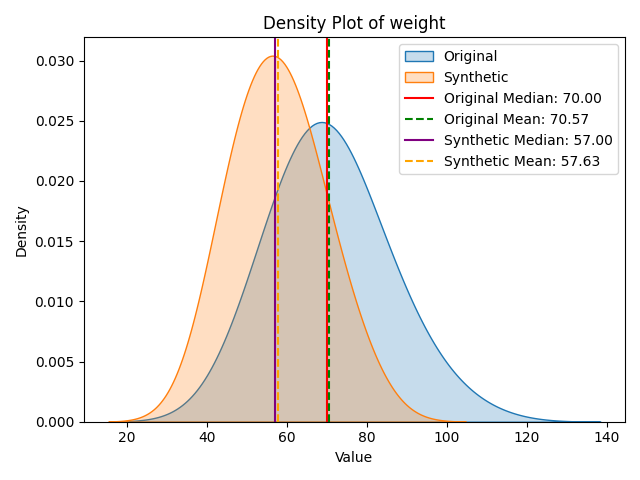 Density Plot of weight
Original
Synthetic
Original Median: 70.00
Original Mean: 70.57
Synthetic Median: 57.00
Synthetic Mean: 57.63
Density
0.030
0.025
0.020
0.015
0.010
0.005
0.000
20 40 60 80 100 120 140
Value